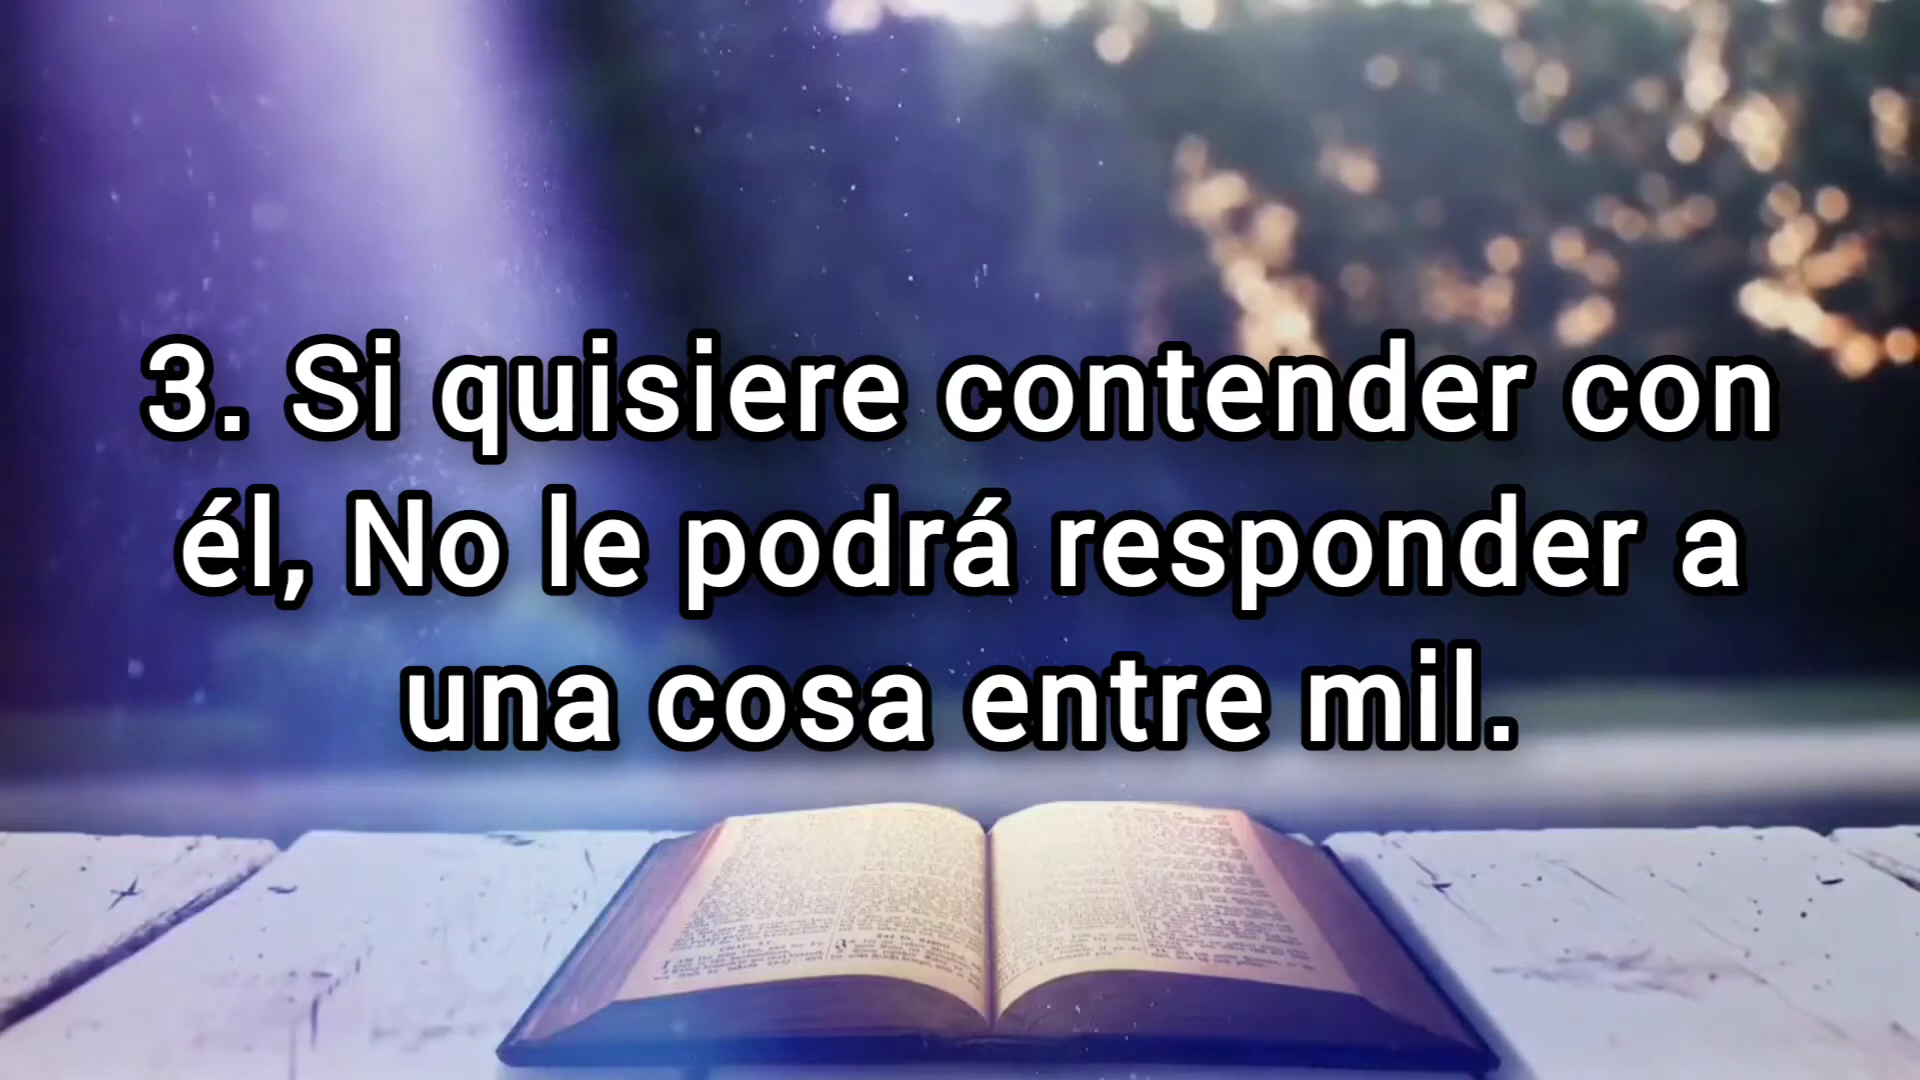 3. Si quisiere contender con
él, No le podrá responder a
una cosa entre mil.